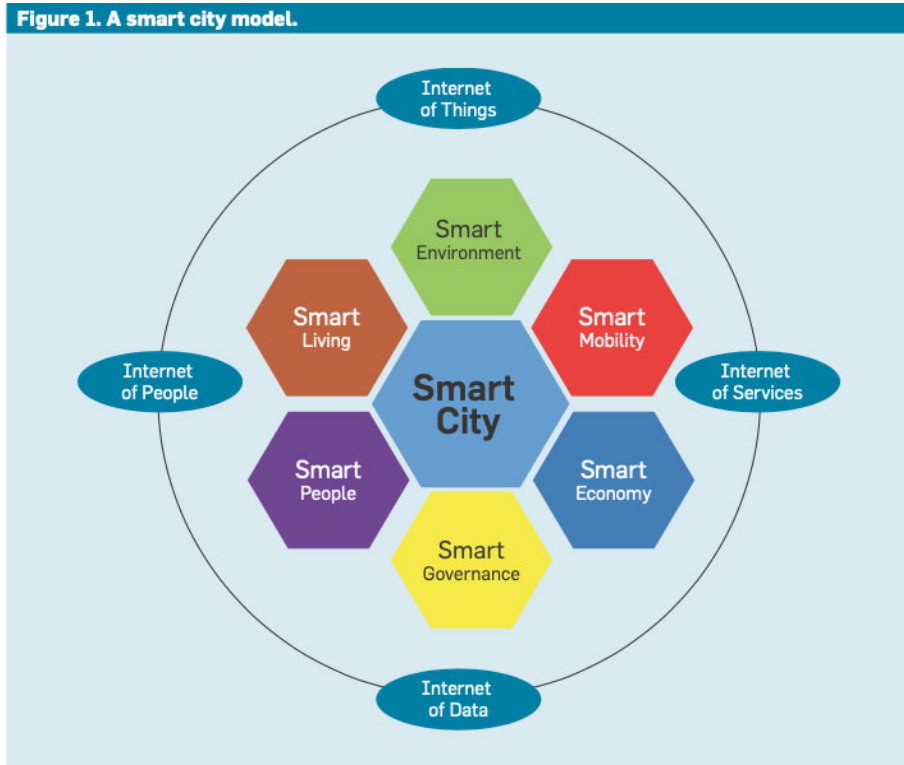 Figure 1. A smart city model.
Internet
of Things
Smart
Environment
Smart
Living
Smart
Mobility
Internet
of People
Smart
City
Internet
of Services
Smart
People
Smart
Economy
Smart
Governance
Internet
of Data